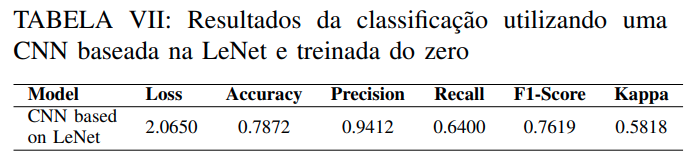 TABELA VII: Resultados da classificação utilizando uma
CNN baseada na LeNet e treinada do zero
Model Loss Accuracy Precision Recall F1-Score Kappa
CNN based
on LeNet 2.0650 0.7872 0.9412 0.6400 0.7619 0.5818